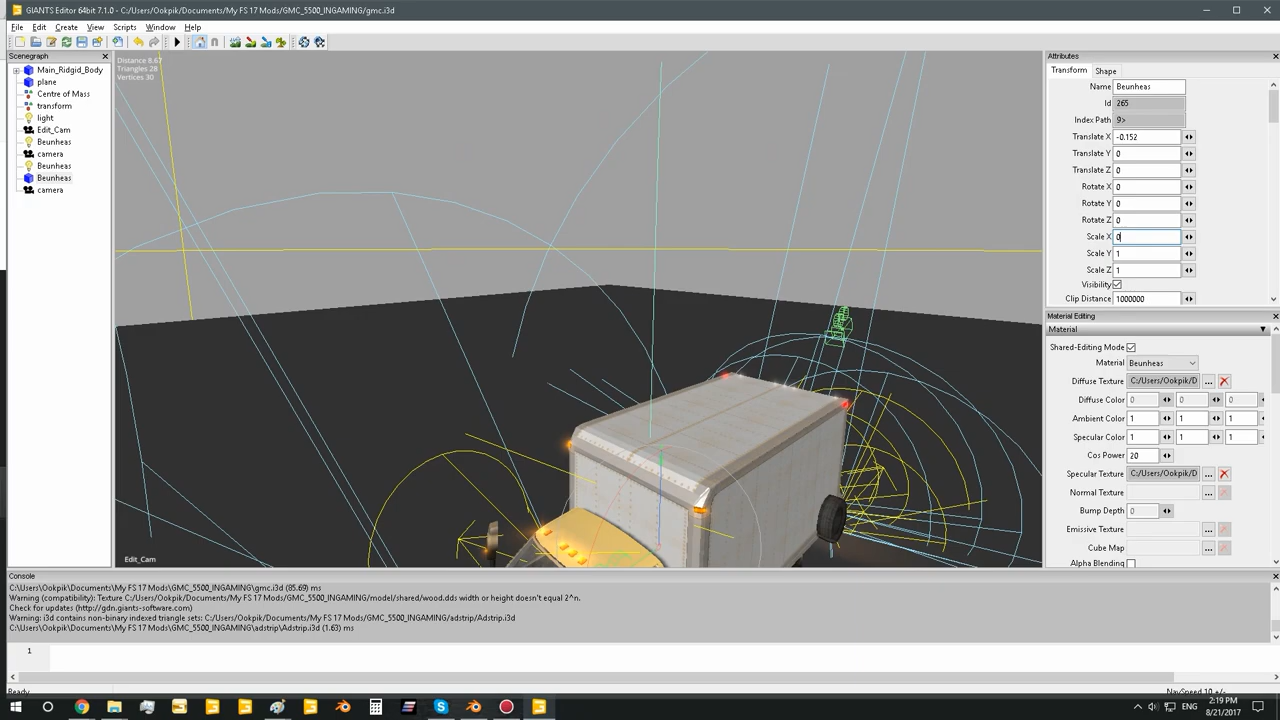 GIANTS Editor 64bit 7.1.0 - C:/Users/Ookpik/Documents/My FS 17 Mods/GMC_5500_INGAMING/gmc.i3d
File Edit Create View Scripts Window Help
Scenegraph
Main_Ridgid_Body
plane
Centre of Mass
transform
light
Edit_Cam
Beunheas
camera
Beunheas
Beunheas
camera
Distance 8.67
Triangles 28
Vertices 30
Edit_Cam
Attributes
Transform Shape
Name Beunheas
Id 265
Index Path 9>
Translate X -0.152
Translate Y 0
Translate Z 0
Rotate X 0
Rotate Y 0
Rotate Z 0
Scale X 0
Scale Y 1
Scale Z 1
Visibility
Clip Distance 1000000
Material Editing
Material
Shared-Editing Mode
Material Beunheas
Diffuse Texture C:/Users/Ookpik/D ...
Diffuse Color 0 0 0
Ambient Color 1 1 1
Specular Color 1 1 1
Cos Power 20
Specular Texture C:/Users/Ookpik/D ...
Normal Texture ...
Bump Depth 0
Emissive Texture ...
Cube Map ...
Alpha Blending
Console
C:\Users\Ookpik\Documents\My FS 17 Mods\GMC_5500_INGAMING\gmc.i3d (85.69) ms
Warning (compatibility): Texture C:/Users/Ookpik/Documents/My FS 17 Mods/GMC_5500_INGAMING/model/shared/wood.dds width or height doesn't equal 2^n.
Check for updates (http://gdn.giants-software.com)
Warning: i3d contains non-binary indexed triangle sets: C:/Users/Ookpik/Documents/My FS 17 Mods/GMC_5500_INGAMING/adstrip/Adstrip.i3d
C:\Users\Ookpik\Documents\My FS 17 Mods\GMC_5500_INGAMING\adstrip\Adstrip.i3d (1.63) ms
1
Ready
NavSpeed 10 +/-
ENG
2:19 PM
8/21/2017